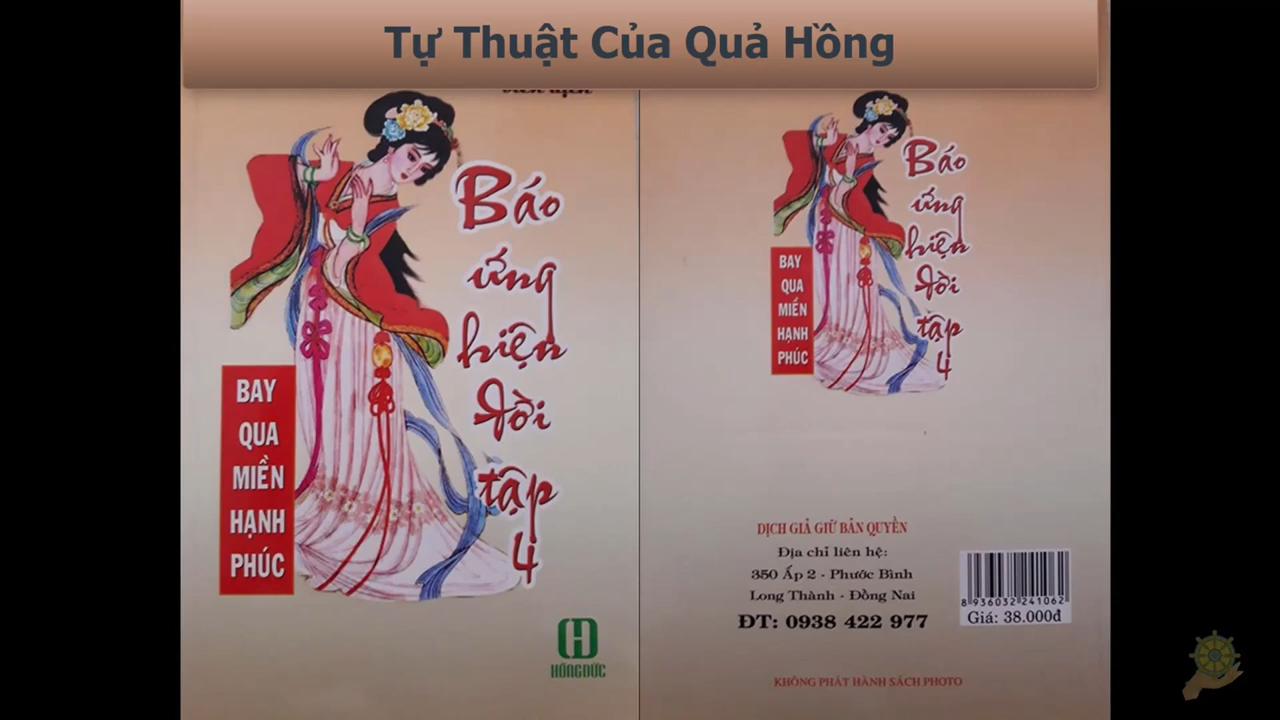 Tự Thuật Của Quả Hồng
Báo
ứng
hiện
đời
tập
4
BAY
QUA
MIỀN
HẠNH
PHÚC
HỒNG ĐỨC
Báo
ứng
hiện
đời
tập
4
BAY
QUA
MIỀN
HẠNH
PHÚC
DỊCH GIẢ GIỮ BẢN QUYỀN
Địa chỉ liên hệ:
350 Ấp 2 - Phước Bình
Long Thành - Đồng Nai
ĐT: 0938 422 977
8 936032 241062
Giá: 38.000đ
KHÔNG PHÁT HÀNH SÁCH PHOTO